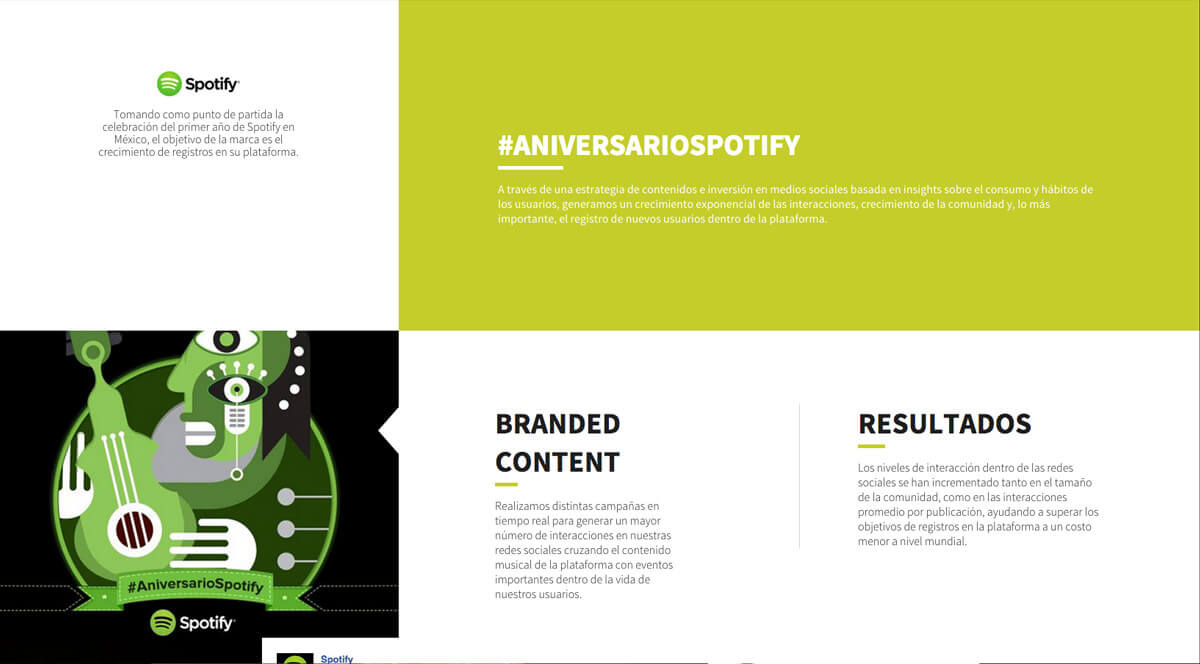 Spotify
Tomando como punto de partida la
celebración del primer año de Spotify en
México, el objetivo de la marca es el
crecimiento de registros en su plataforma.
#ANIVERSARIOSPOTIFY
A través de una estrategia de contenidos e inversión en medios sociales basada en insights sobre el consumo y hábitos de
los usuarios, generamos un crecimiento exponencial de las interacciones, crecimiento de la comunidad y, lo más
importante, el registro de nuevos usuarios dentro de la plataforma.
#AniversarioSpotify
Spotify
Spotify
BRANDED
CONTENT
Realizamos distintas campañas en
tiempo real para generar un mayor
número de interacciones en nuestras
redes sociales cruzando el contenido
musical de la plataforma con eventos
importantes dentro de la vida de
nuestros usuarios.
RESULTADOS
Los niveles de interacción dentro de las redes
sociales se han incrementado tanto en el tamaño
de la comunidad, como en las interacciones
promedio por publicación, ayudando a superar los
objetivos de registros en la plataforma a un costo
menor a nivel mundial.